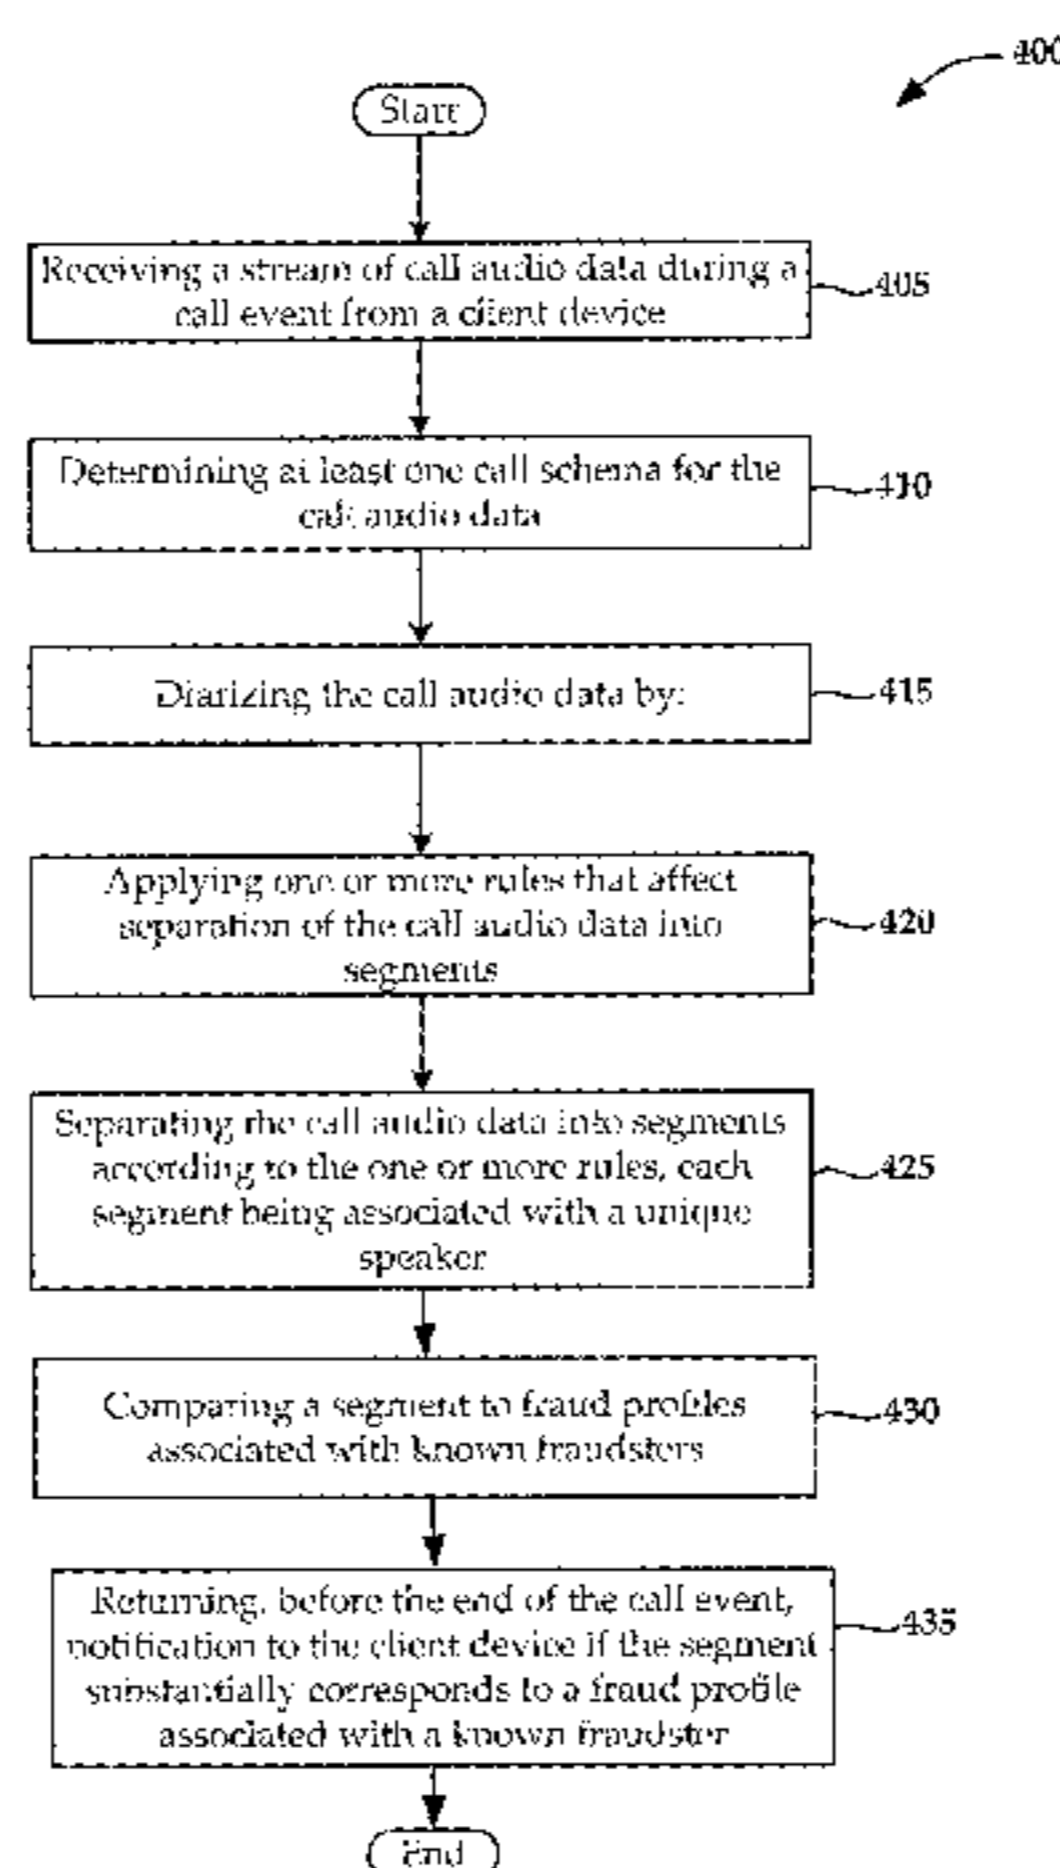 400
Start
Receiving a stream of call audio data during a
call event from a client device
405
Determining at least one call schema for the
call audio data
410
Diarizing the call audio data by:
415
Applying one or more rules that affect
separation of the call audio data into
segments
420
Separating the call audio data into segments
according to the one or more rules, each
segment being associated with a unique
speaker
425
Comparing a segment to fraud profiles
associated with known fraudsters
430
Returning, before the end of the call event,
notification to the client device if the segment
substantially corresponds to a fraud profile
associated with a known fraudster
435
End